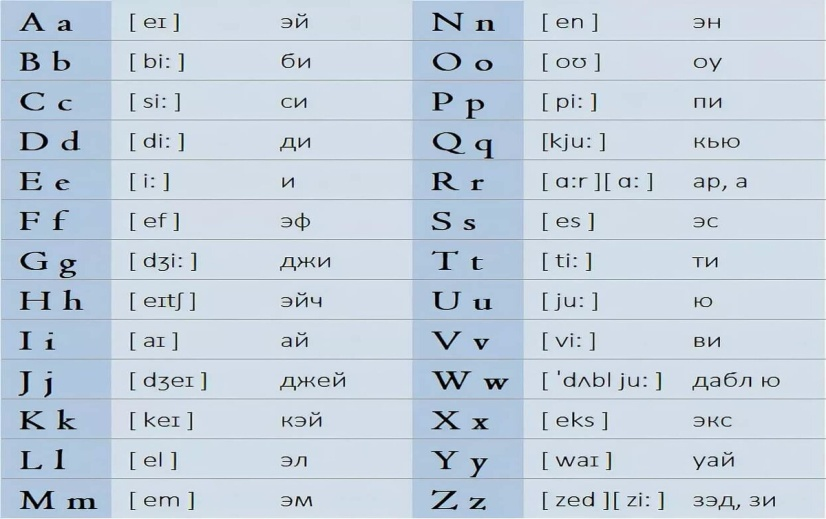 A a [ eɪ ] эй N n [ en ] эн
B b [ bi: ] би O o [ oʊ ] оу
C c [ si: ] си P p [ pi: ] пи
D d [ di: ] ди Q q [kju: ] кью
E e [ i: ] и R r [ ɑ:r ][ ɑ: ] ар, а
F f [ ef ] эф S s [ es ] эс
G g [ dʒi: ] джи T t [ ti: ] ти
H h [ eɪtʃ ] эйч U u [ ju: ] ю
I i [ aɪ ] ай V v [ vi: ] ви
J j [ dʒeɪ ] джей W w [ ˈdʌbl ju: ] дабл ю
K k [ keɪ ] кэй X x [ eks ] экс
L l [ el ] эл Y y [ waɪ ] уай
M m [ em ] эм Z z [ zed ][ zi: ] зэд, зи